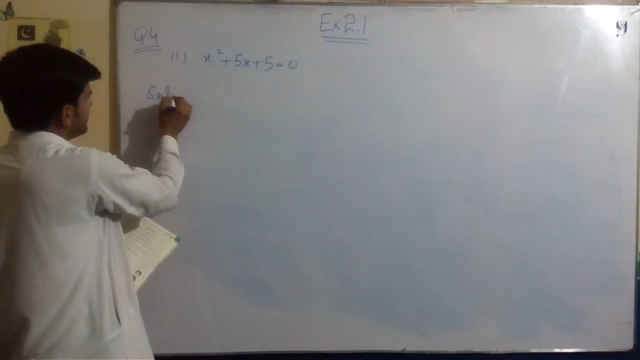 Ex 2.1
Q4
(i) x² + 5x + 5 = 0
Sol